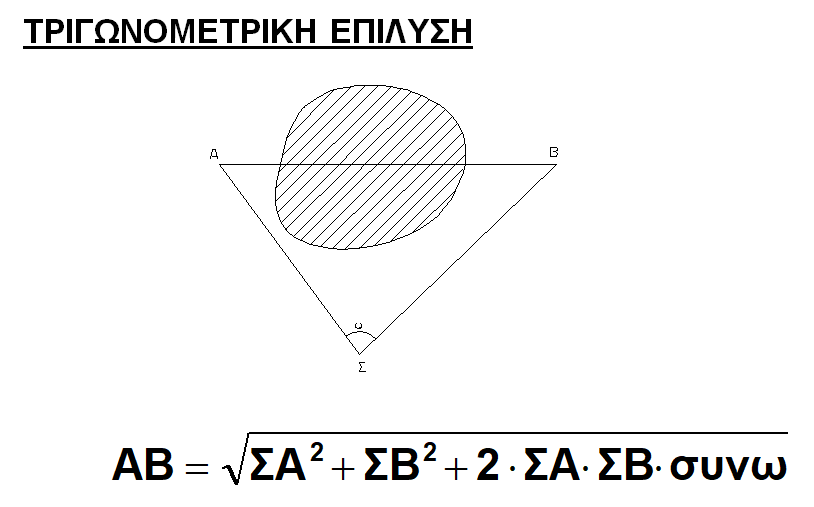 ΤΡΙΓΩΝΟΜΕΤΡΙΚΗ ΕΠΙΛΥΣΗ
Α Β
ω
Σ
ΑΒ = √ΣΑ² + ΣΒ² + 2 · ΣΑ · ΣΒ · συνω